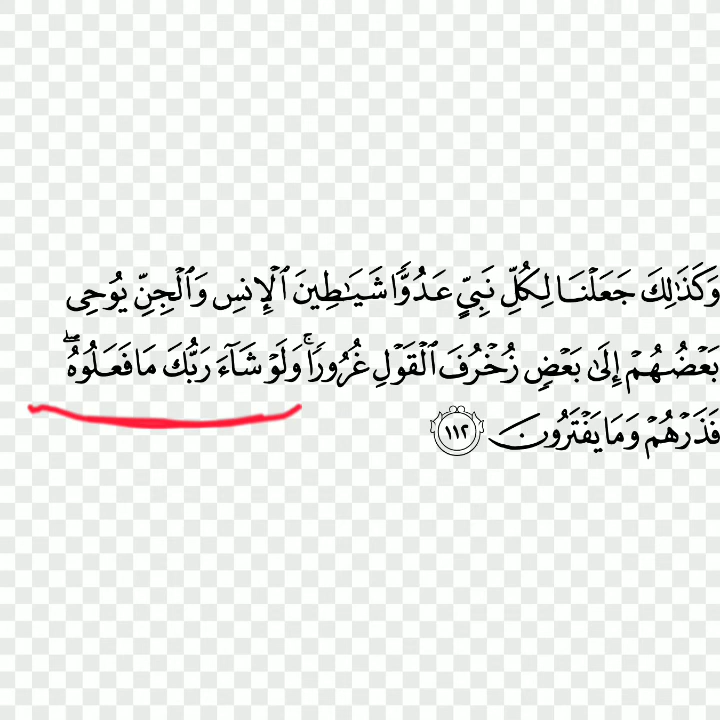 وَكَذَٰلِكَ جَعَلْنَا لِكُلِّ نَبِيٍّ عَدُوًّا شَيَـٰطِينَ ٱلْإِنسِ وَٱلْجِنِّ يُوحِى
بَعْضُهُمْ إِلَىٰ بَعْضٍ زُخْرُفَ ٱلْقَوْلِ غُرُورًا ۚ وَلَوْ شَآءَ رَبُّكَ مَا فَعَلُوهُ ۖ
فَذَرْهُمْ وَمَا يَفْتَرُونَ ١١٢